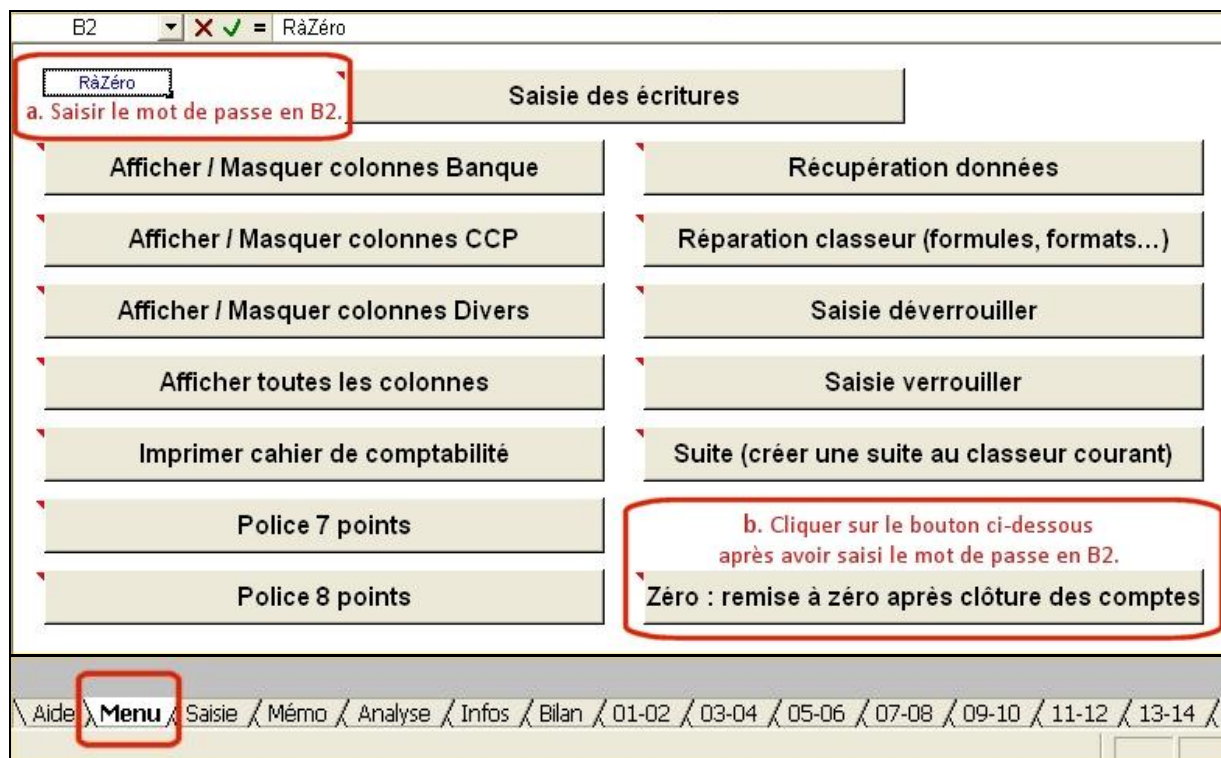 B2 = RàZéro
RàZéro
a. Saisir le mot de passe en B2.
Saisie des écritures
Afficher / Masquer colonnes Banque
Récupération données
Afficher / Masquer colonnes CCP
Réparation classeur (formules, formats...)
Afficher / Masquer colonnes Divers
Saisie déverrouiller
Afficher toutes les colonnes
Saisie verrouiller
Imprimer cahier de comptabilité
Suite (créer une suite au classeur courant)
Police 7 points
b. Cliquer sur le bouton ci-dessous
après avoir saisi le mot de passe en B2.
Police 8 points
Zéro : remise à zéro après clôture des comptes
Aide Menu Saisie Mémo Analyse Infos Bilan 01-02 03-04 05-06 07-08 09-10 11-12 13-14